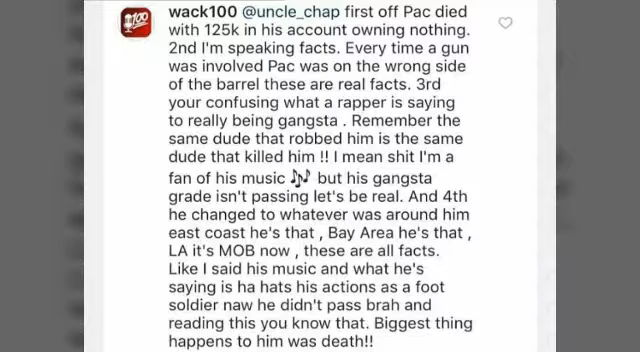 100
wack100 @uncle_chap first off Pac died
with 125k in his account owning nothing.
2nd I'm speaking facts. Every time a gun
was involved Pac was on the wrong side
of the barrel these are real facts. 3rd
your confusing what a rapper is saying
to really being gangsta . Remember the
same dude that robbed him is the same
dude that killed him !! I mean shit I'm a
fan of his music 🎶 but his gangsta
grade isn't passing let's be real. And 4th
he changed to whatever was around him
east coast he's that , Bay Area he's that ,
LA it's MOB now , these are all facts.
Like I said his music and what he's
saying is ha hats his actions as a foot
soldier naw he didn't pass brah and
reading this you know that. Biggest thing
happens to him was death!!